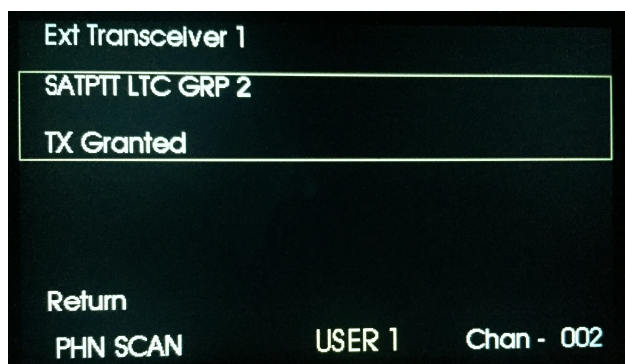 Ext Transceiver 1
SATPTT LTC GRP 2
TX Granted
Return
PHN SCAN USER 1 Chan - 002